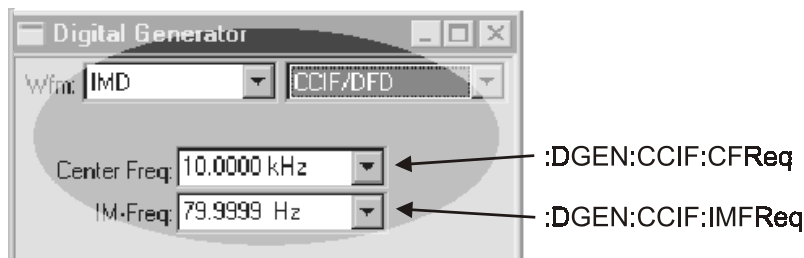 Digital Generator
Wfm: IMD CCIF/DFD
Center Freq: 10.0000 kHz :DGEN:CCIF:CFReq
IM-Freq: 79.9999 Hz :DGEN:CCIF:IMFReq